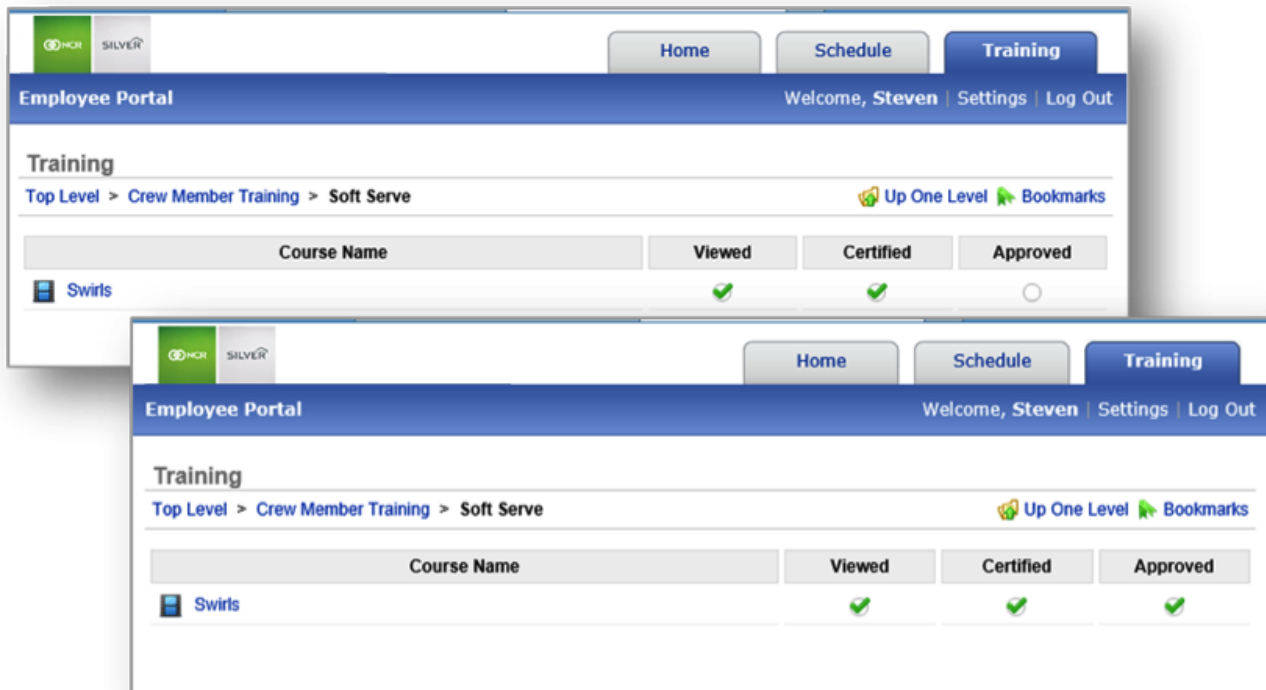 NCR SILVER
Home Schedule Training
Employee Portal Welcome, Steven | Settings | Log Out
Training
Top Level > Crew Member Training > Soft Serve Up One Level Bookmarks
Course Name Viewed Certified Approved
Swirls
NCR SILVER
Home Schedule Training
Employee Portal Welcome, Steven | Settings | Log Out
Training
Top Level > Crew Member Training > Soft Serve Up One Level Bookmarks
Course Name Viewed Certified Approved
Swirls